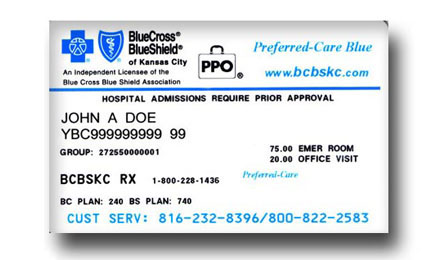 BlueCross®
BlueShield®
of Kansas City
An Independent Licensee of the
Blue Cross Blue Shield Association
PPO®
Preferred-Care Blue
www.bcbskc.com
HOSPITAL ADMISSIONS REQUIRE PRIOR APPROVAL
JOHN A DOE
YBC999999999 99
GROUP: 272550000001
75.00 EMER ROOM
20.00 OFFICE VISIT
BCBSKC RX 1-800-228-1436
Preferred-Care
BC PLAN: 240 BS PLAN: 740
CUST SERV: 816-232-8396/800-822-2583